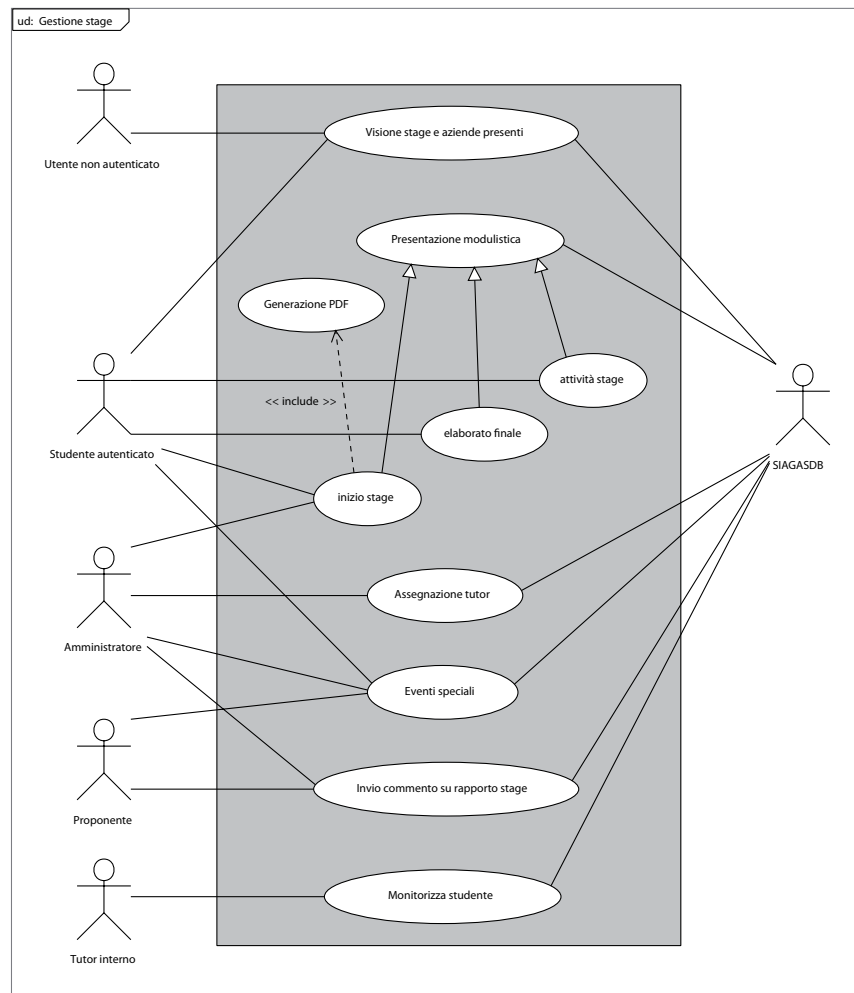 ud: Gestione stage
Utente non autenticato
Visione stage e aziende presenti
Presentazione modulistica
Generazione PDF
attività stage
<< include >>
elaborato finale
Studente autenticato
SIAGASDB
inizio stage
Assegnazione tutor
Amministratore
Eventi speciali
Invio commento su rapporto stage
Proponente
Monitorizza studente
Tutor interno